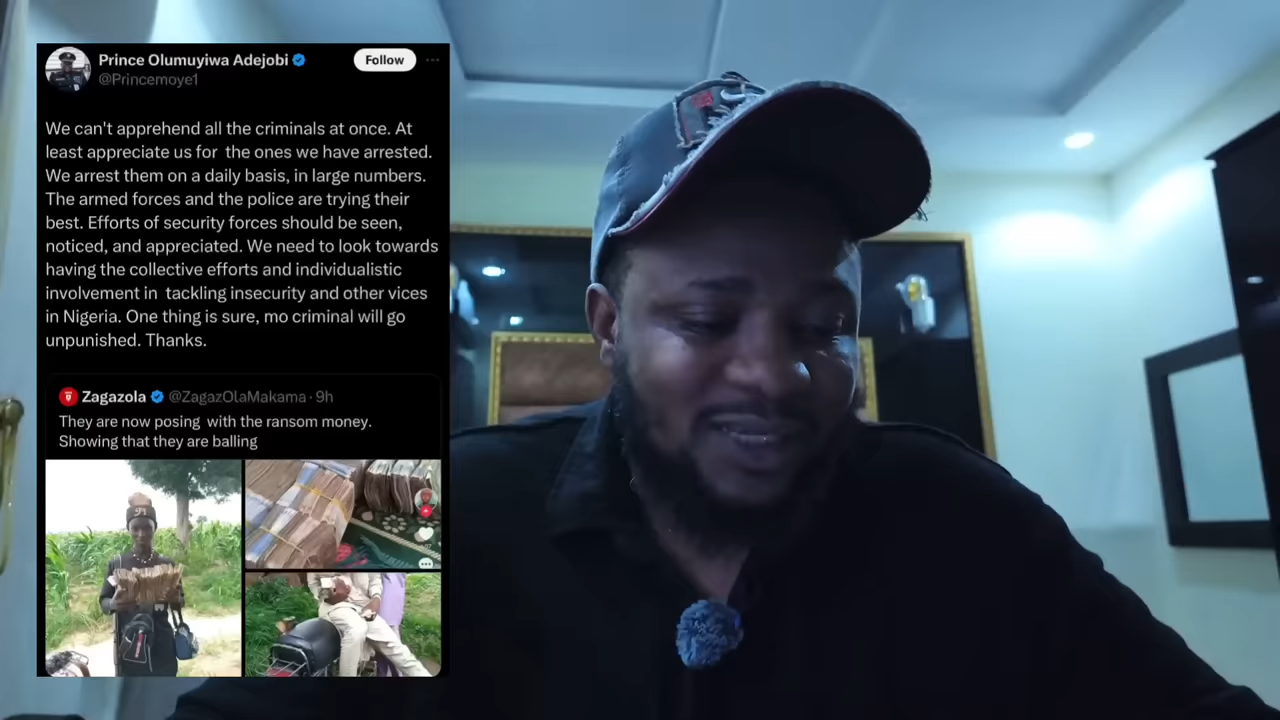 Prince Olumuyiwa Adejobi
Follow
@Princemoye1
We can't apprehend all the criminals at once. At
least appreciate us for the ones we have arrested.
We arrest them on a daily basis, in large numbers.
The armed forces and the police are trying their
best. Efforts of security forces should be seen,
noticed, and appreciated. We need to look towards
having the collective efforts and individualistic
involvement in tackling insecurity and other vices
in Nigeria. One thing is sure, mo criminal will go
unpunished. Thanks.
Zagazola @ZagazOlaMakama · 9h
They are now posing with the ransom money.
Showing that they are balling